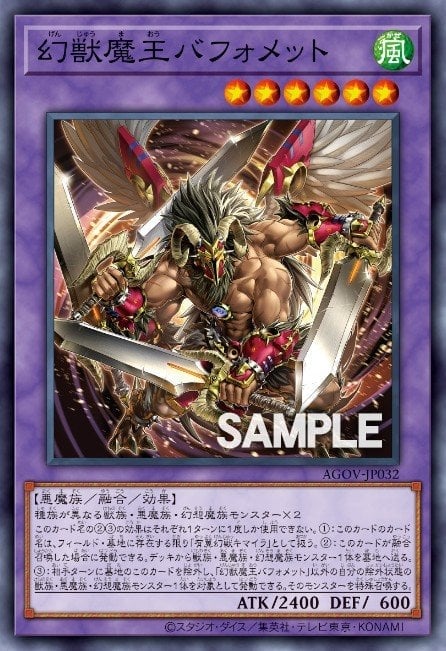 げん じゅう ま おう
幻獣魔王バフォメット
かぜ
風
SAMPLE
AGOV-JP032
【悪魔族／融合／効果】
種族が異なる獣族・悪魔族・幻想魔族モンスター×2
このカード名の②③の効果はそれぞれ1ターンに1度しか使用できない。①：このカードのカード
名は、フィールド・墓地に存在する限り「有翼幻獣キマイラ」として扱う。②：このカードが融合
召喚した場合に発動できる。デッキから獣族・悪魔族・幻想魔族モンスター1体を墓地へ送る。
③：相手ターンに墓地のこのカードを除外し、「幻獣魔王バフォメット」以外の自分の除外状態の
獣族・悪魔族・幻想魔族モンスター1体を対象として発動できる。そのモンスターを特殊召喚する。
ATK/2400 DEF/ 600
©スタジオ・ダイス／集英社・テレビ東京・KONAMI